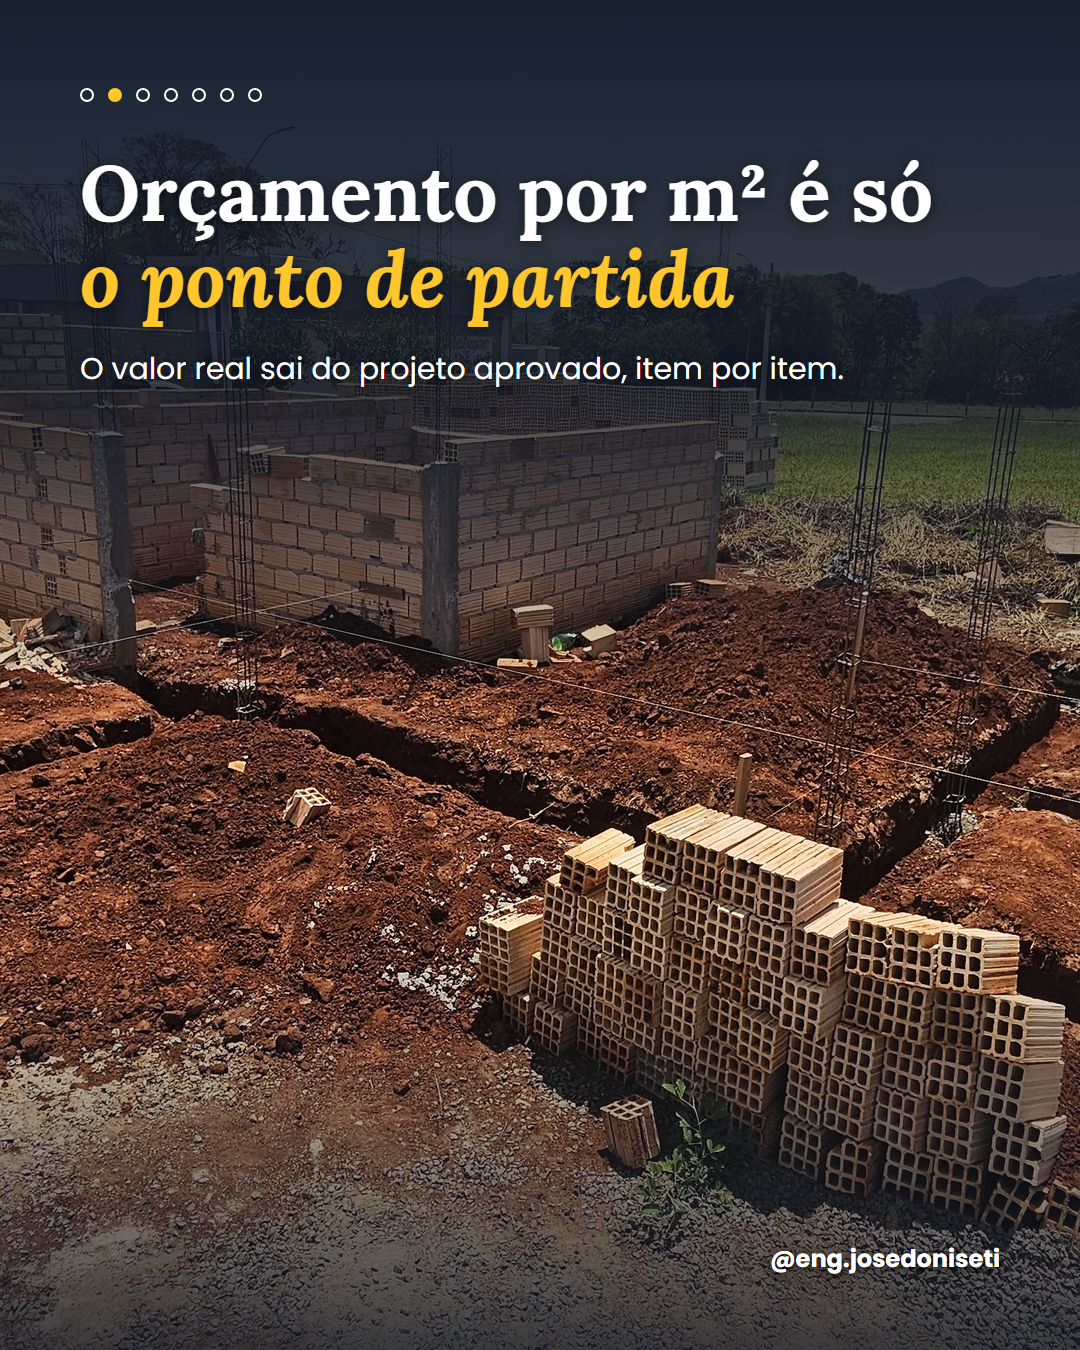 Orçamento por m² é só
o ponto de partida
O valor real sai do projeto aprovado, item por item.
@eng.josedoniseti